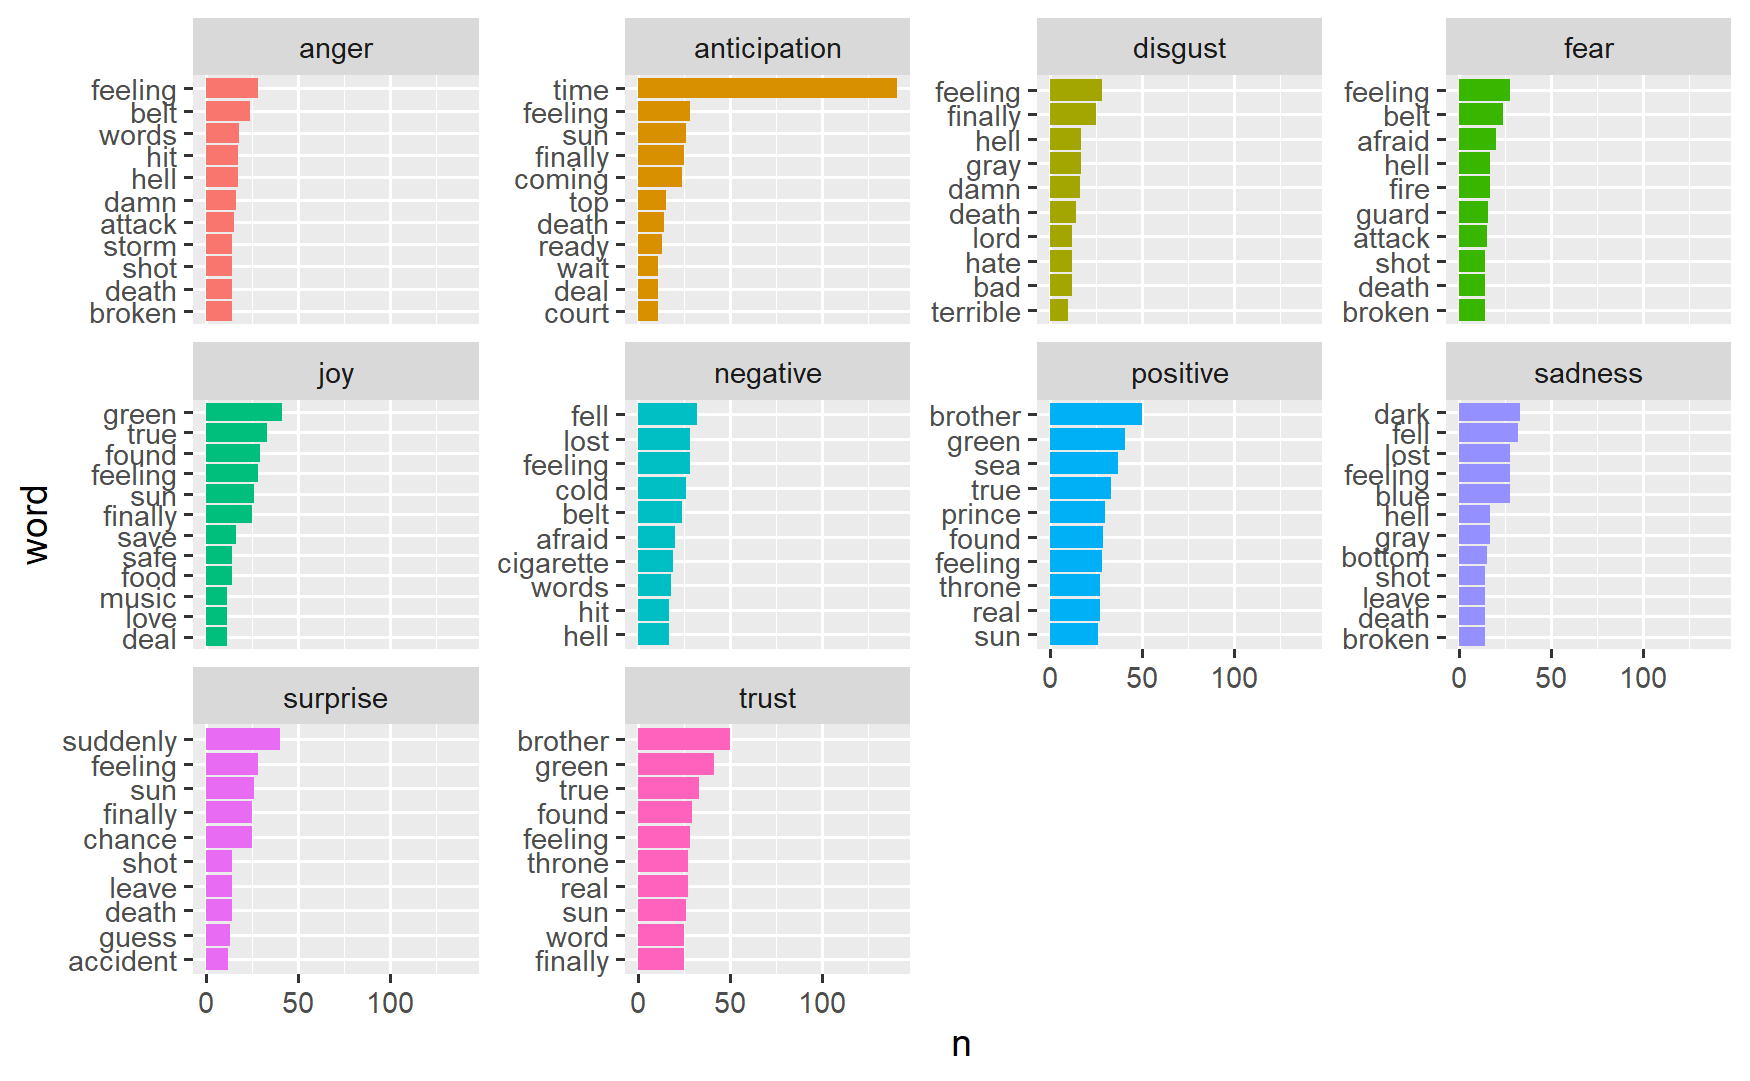 anger
feeling
belt
words
hit
hell
damn
attack
storm
shot
death
broken
anticipation
time
feeling
sun
finally
coming
top
death
ready
wait
deal
court
disgust
feeling
finally
hell
gray
damn
death
lord
hate
bad
terrible
fear
feeling
belt
afraid
hell
fire
guard
attack
shot
death
broken
joy
green
true
found
feeling
sun
finally
save
safe
food
music
love
deal
negative
fell
lost
feeling
cold
belt
afraid
cigarette
words
hit
hell
positive
brother
green
sea
true
prince
found
feeling
throne
real
sun
0 50 100
sadness
dark
fell
lost
feeling
blue
hell
gray
bottom
shot
leave
death
broken
0 50 100
surprise
suddenly
feeling
sun
finally
chance
shot
leave
death
guess
accident
0 50 100
trust
brother
green
true
found
feeling
throne
real
sun
word
finally
0 50 100
word
n